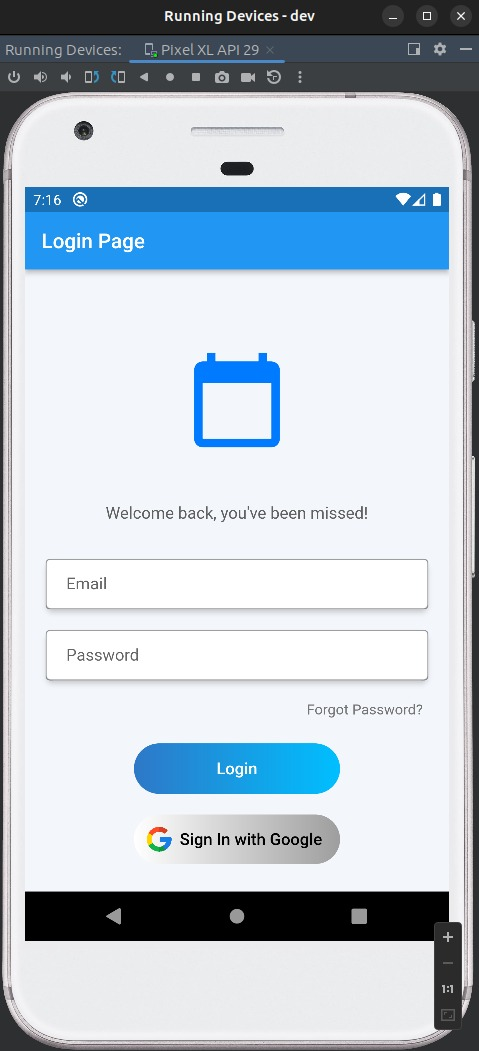 Running Devices - dev
Running Devices: Pixel XL API 29
7:16
Login Page
Welcome back, you've been missed!
Email
Password
Forgot Password?
Login
Sign In with Google
1:1